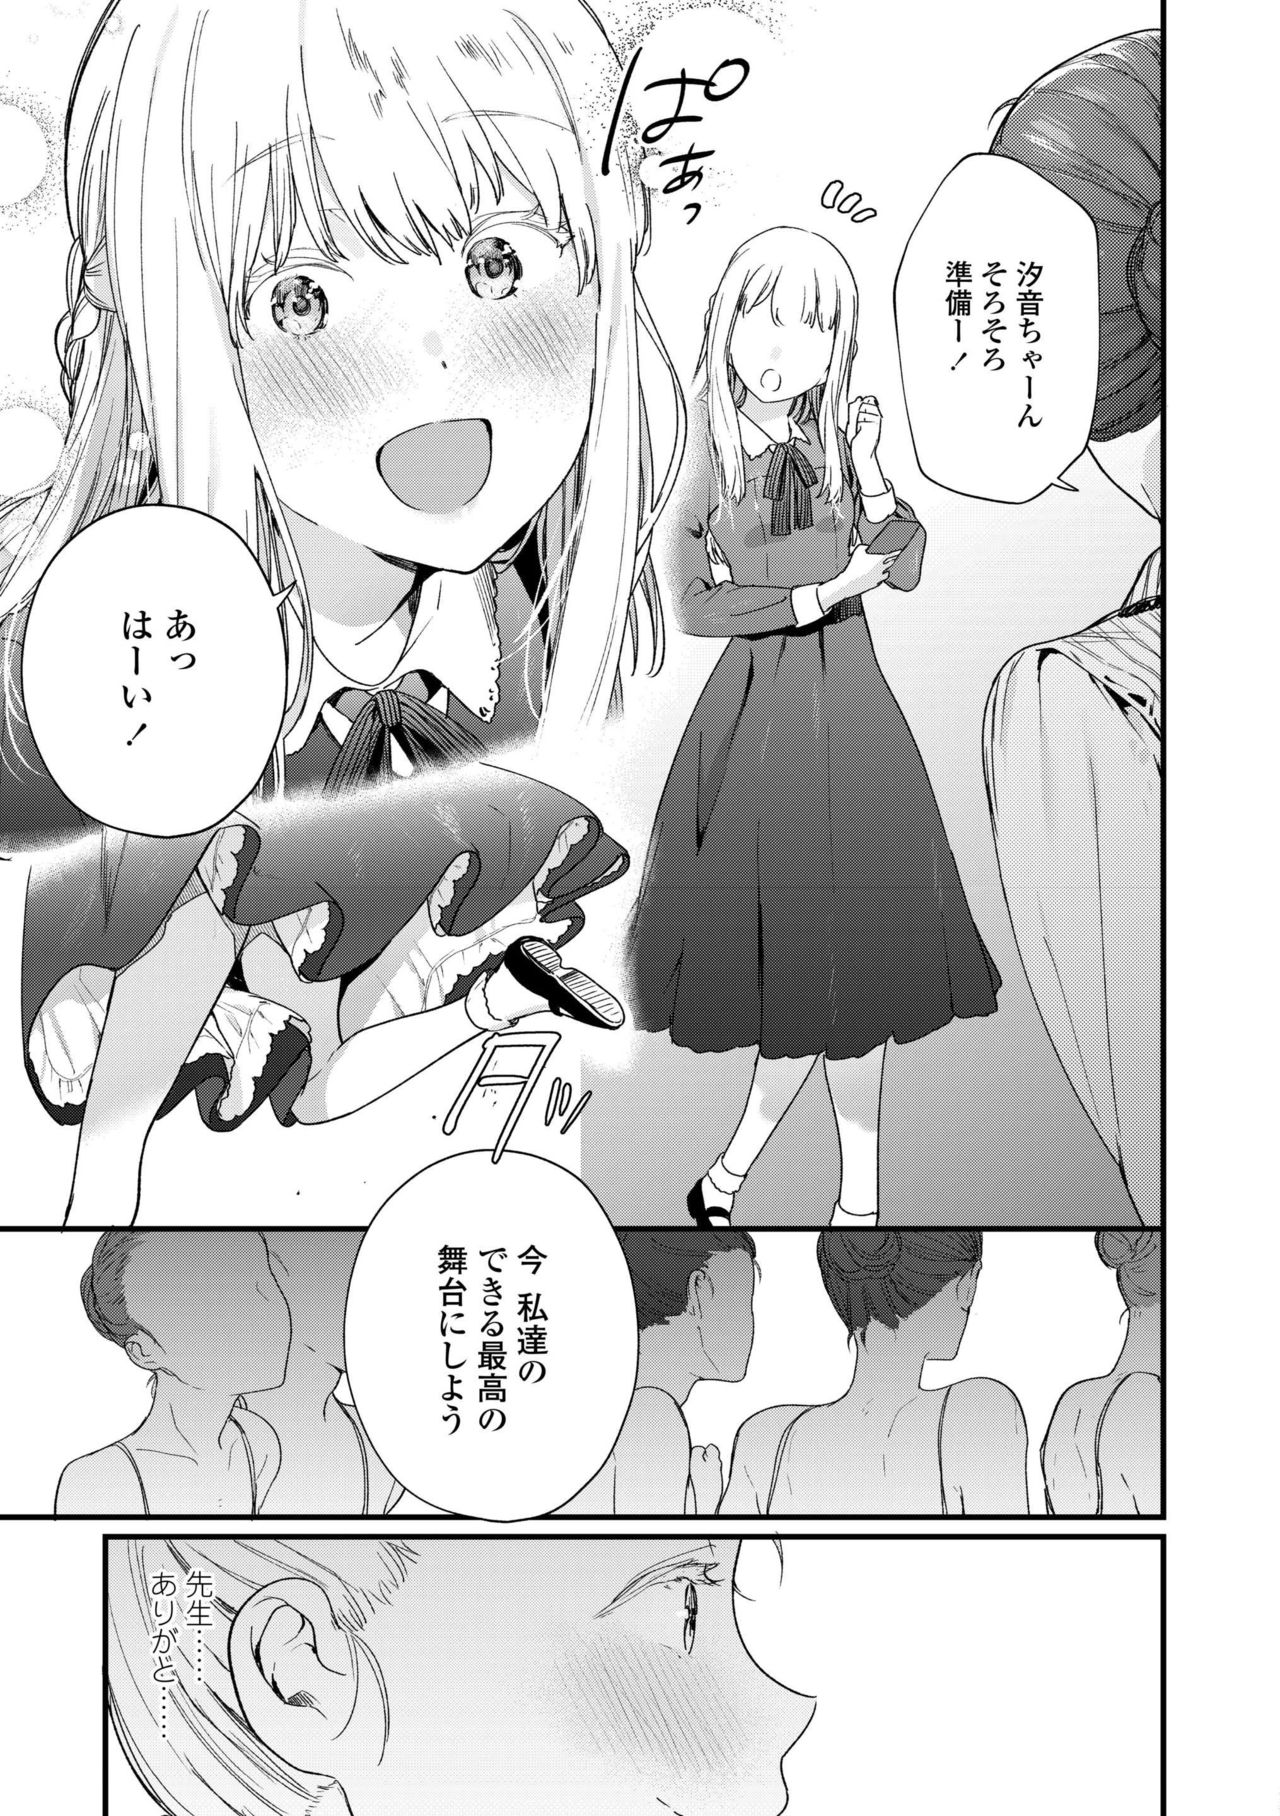 汐音ちゃーん
そろそろ
準備ー!
ぱぁっ
あっ
はーい!
今 私達の
できる最高の
舞台にしよう
先生……
ありがと……